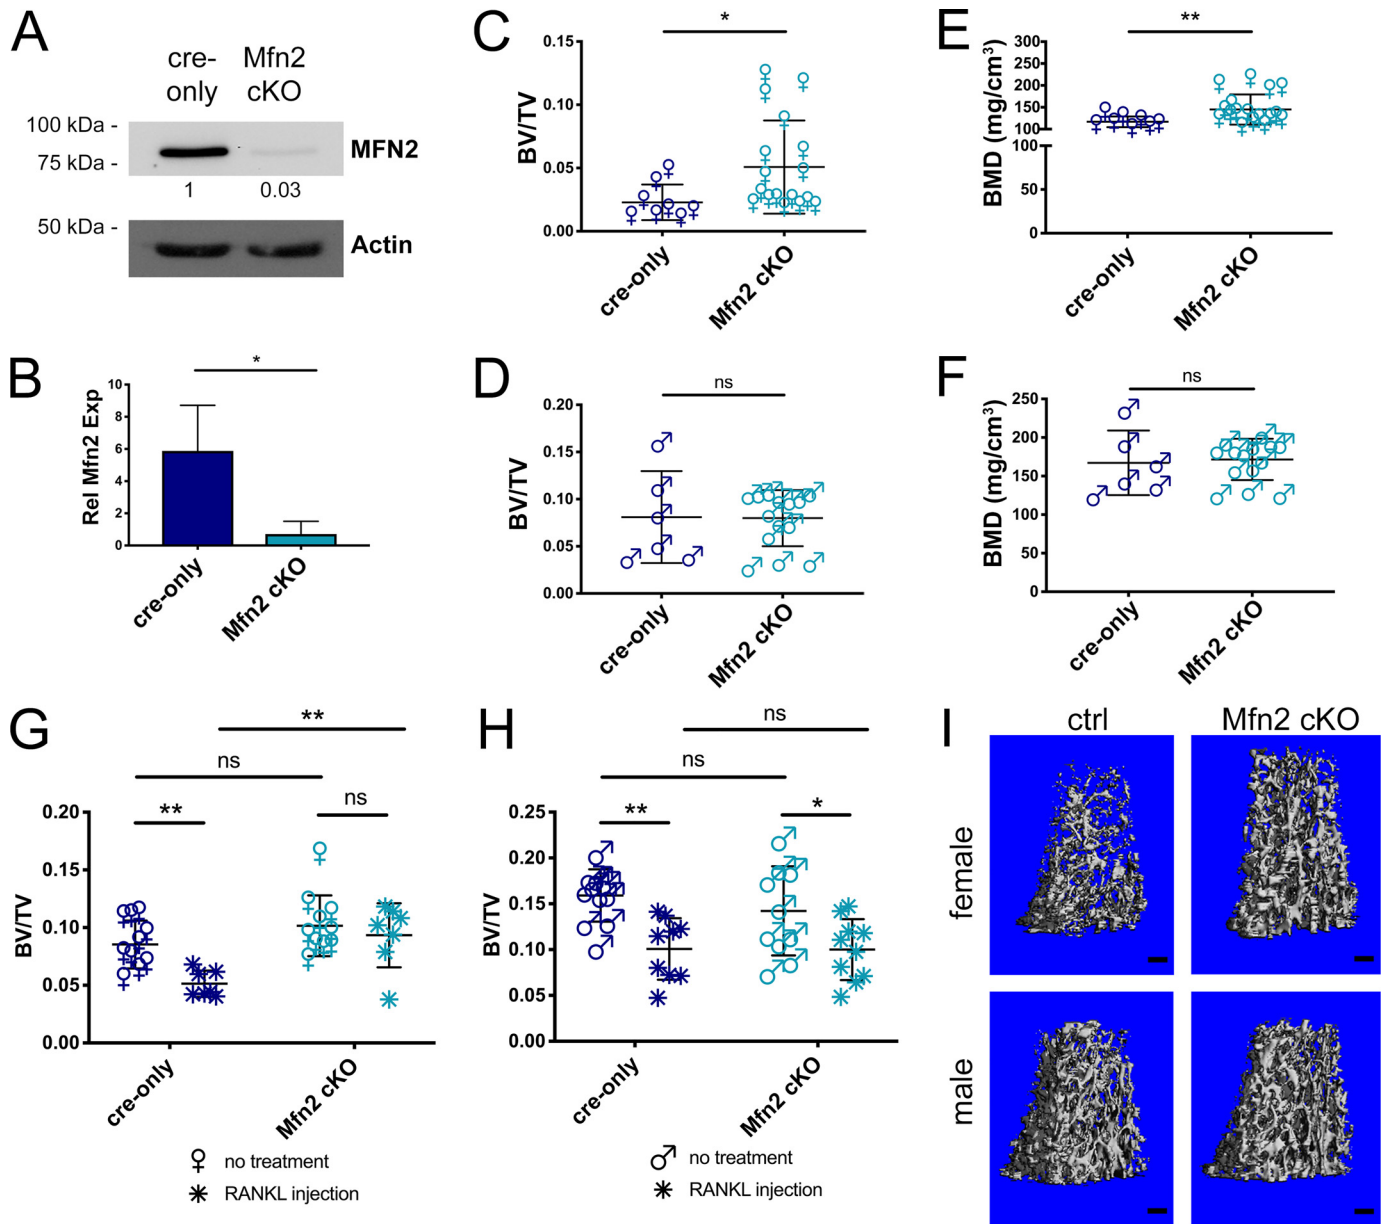 A
cre-
only
Mfn2
cKO
100 kDa -
75 kDa -
MFN2
1
0.03
50 kDa -
Actin
B
*
Rel Mfn2 Exp
10
8
6
4
2
0
cre-only
Mfn2 cKO
C
*
BV/TV
0.15
0.10
0.05
0.00
cre-only
Mfn2 cKO
D
ns
BV/TV
0.20
0.15
0.10
0.05
0.00
cre-only
Mfn2 cKO
E
**
BMD (mg/cm³)
300
250
200
150
100
100
50
0
cre-only
Mfn2 cKO
F
ns
BMD (mg/cm³)
250
200
150
100
50
0
cre-only
Mfn2 cKO
G
**
ns
**
ns
BV/TV
0.20
0.15
0.10
0.05
0.00
cre-only
Mfn2 cKO
♀ no treatment
✳ RANKL injection
H
ns
ns
**
*
BV/TV
0.25
0.20
0.15
0.10
0.05
0.00
cre-only
Mfn2 cKO
♂ no treatment
✳ RANKL injection
I
ctrl
Mfn2 cKO
female
male